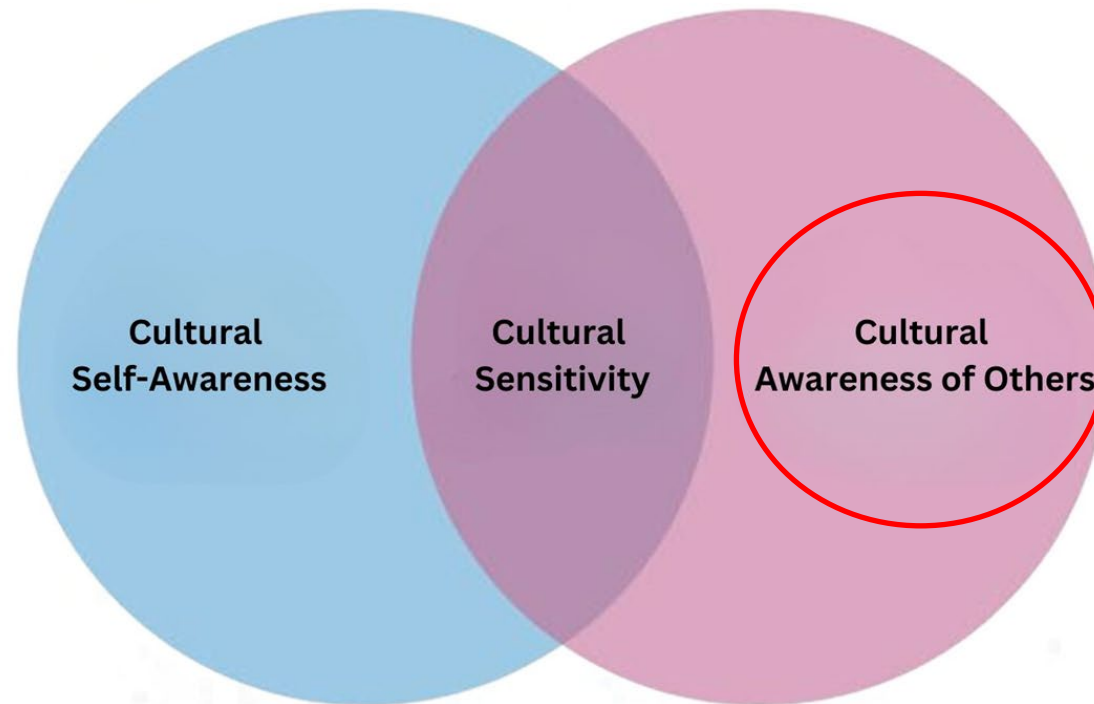 Cultural
Self-Awareness
Cultural
Sensitivity
Cultural
Awareness of Others